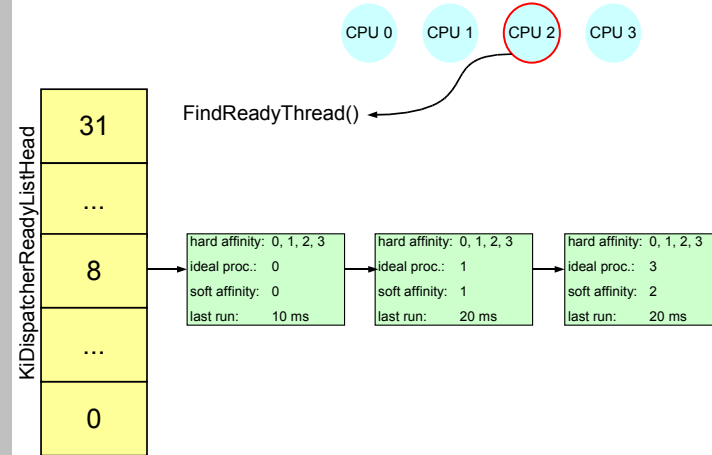 CPU 0 CPU 1 CPU 2 CPU 3
FindReadyThread()
KiDispatcherReadyListHead
31
...
8
...
0
hard affinity: 0, 1, 2, 3
ideal proc.: 0
soft affinity: 0
last run: 10 ms
hard affinity: 0, 1, 2, 3
ideal proc.: 1
soft affinity: 1
last run: 20 ms
hard affinity: 0, 1, 2, 3
ideal proc.: 3
soft affinity: 2
last run: 20 ms